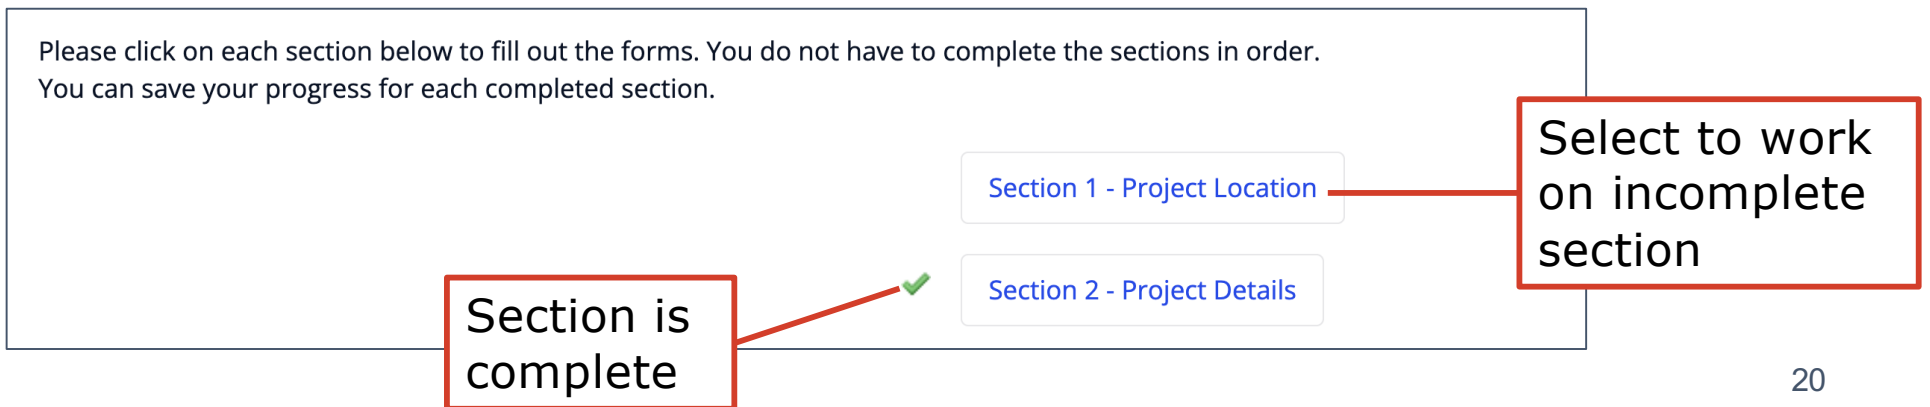 Please click on each section below to fill out the forms. You do not have to complete the sections in order.
You can save your progress for each completed section.
Section 1 - Project Location
Select to work
on incomplete
section
Section 2 - Project Details
Section is
complete
20